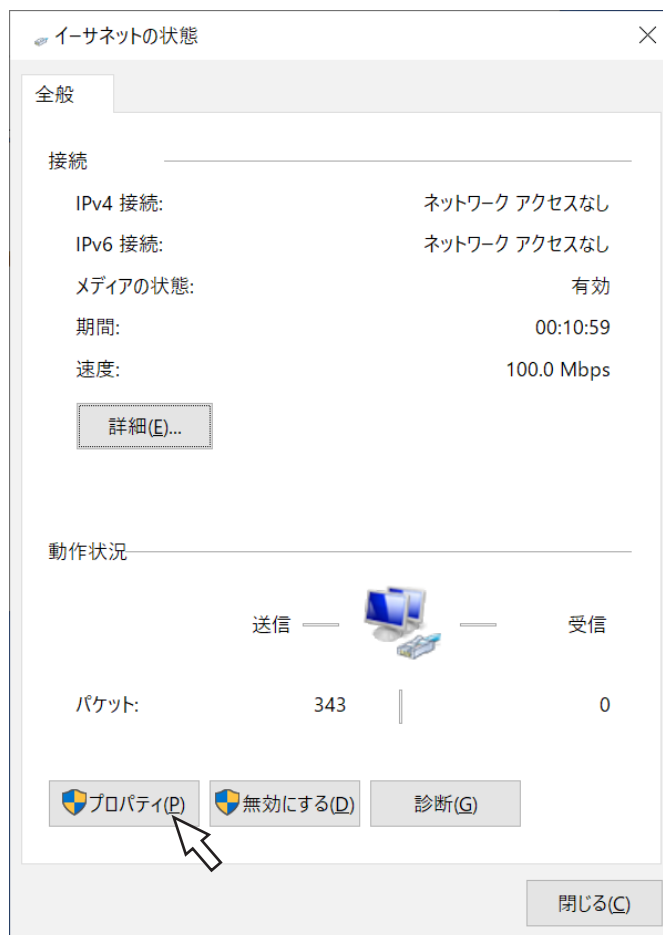 イーサネットの状態
全般
接続
IPv4 接続: ネットワーク アクセスなし
IPv6 接続: ネットワーク アクセスなし
メディアの状態: 有効
期間: 00:10:59
速度: 100.0 Mbps
詳細(E)...
動作状況
送信 受信
パケット: 343 0
プロパティ(P) 無効にする(D) 診断(G)
閉じる(C)